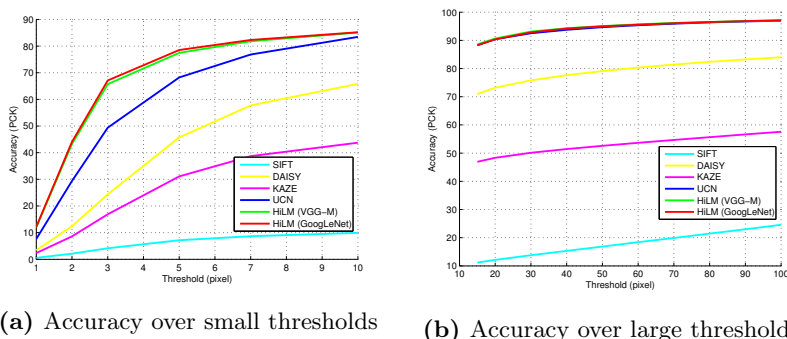 90
80
70
60
50
40
30
20
10
0
Accuracy (PCK)
1 2 3 4 5 6 7 8 9 10
Threshold (pixel)
SIFT
DAISY
KAZE
UCN
HiLM (VGG-M)
HiLM (GoogLeNet)
(a) Accuracy over small thresholds
100
90
80
70
60
50
40
30
20
10
Accuracy (PCK)
10 20 30 40 50 60 70 80 90 100
Threshold (pixel)
SIFT
DAISY
KAZE
UCN
HiLM (VGG-M)
HiLM (GoogLeNet)
(b) Accuracy over large threshold